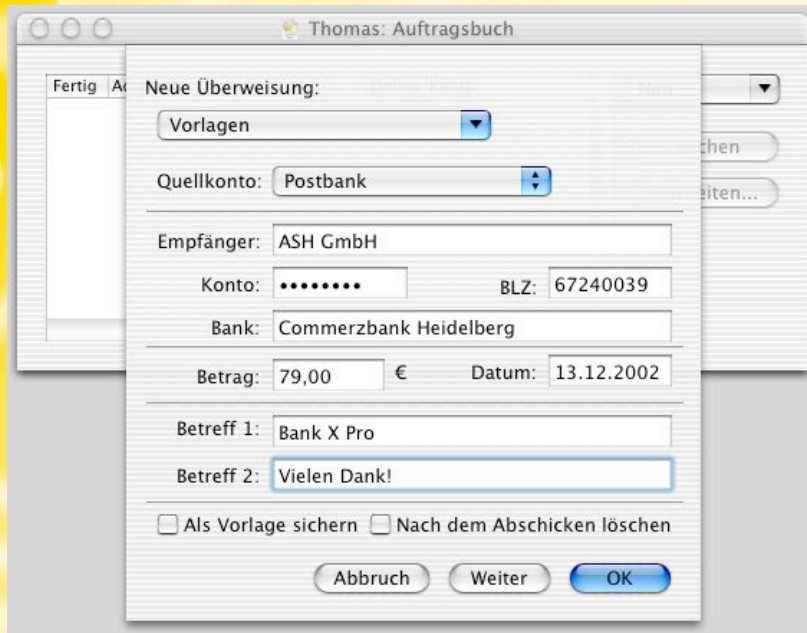 Thomas: Auftragsbuch
Fertig
Neue Überweisung:
Vorlagen
Quellkonto: Postbank
Empfänger: ASH GmbH
Konto: •••••••• BLZ: 67240039
Bank: Commerzbank Heidelberg
Betrag: 79,00 € Datum: 13.12.2002
Betreff 1: Bank X Pro
Betreff 2: Vielen Dank!
Als Vorlage sichern Nach dem Abschicken löschen
Abbruch Weiter OK